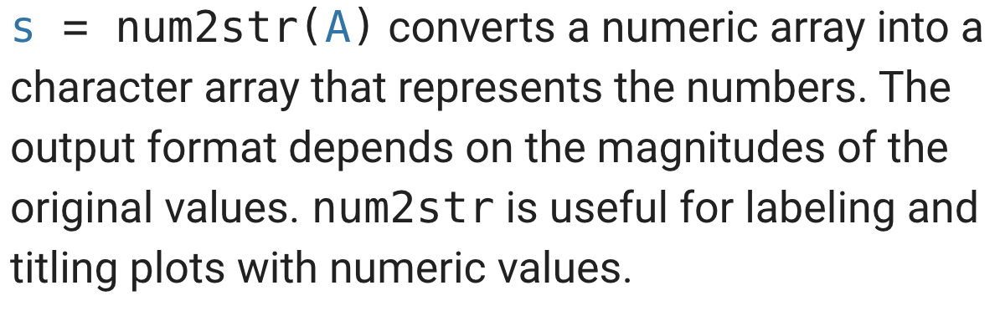 s = num2str(A) converts a numeric array into a
character array that represents the numbers. The
output format depends on the magnitudes of the
original values. num2str is useful for labeling and
titling plots with numeric values.